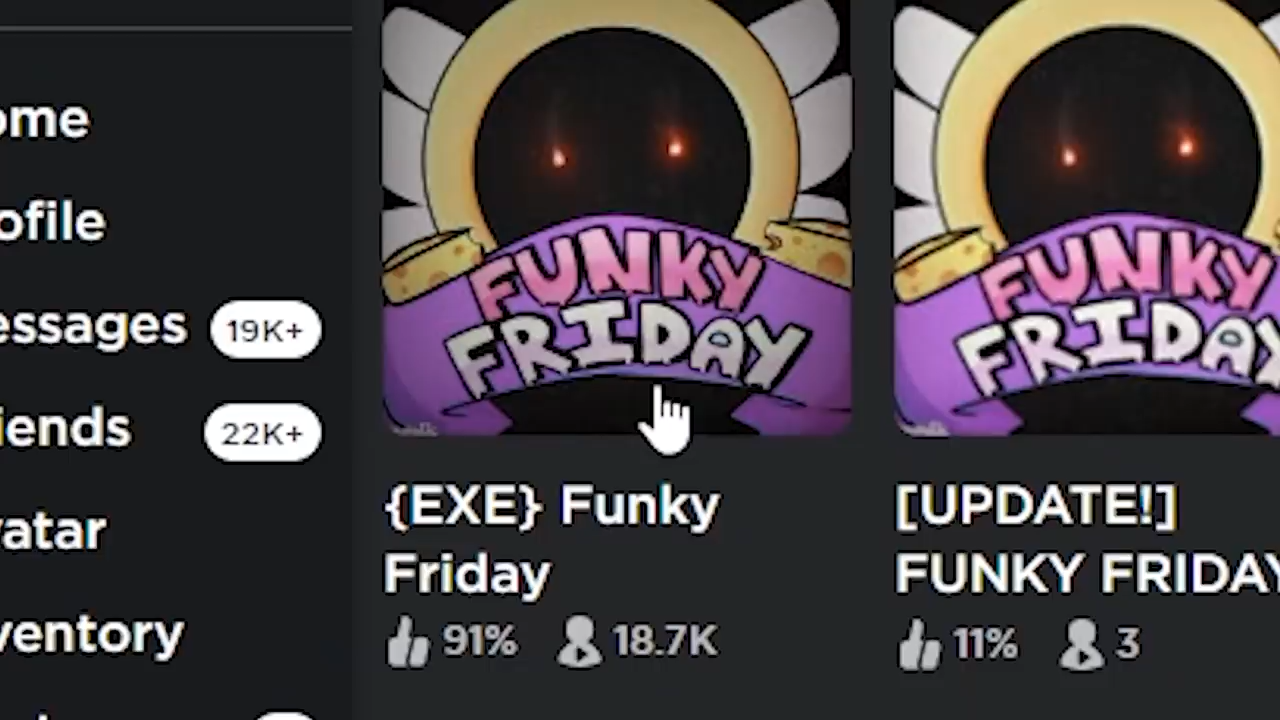 ome
ofile
essages 19K+
iends 22K+
vatar
ventory
FUNKY
FRIDAY
{EXE} Funky
Friday
91% 18.7K
FUNKY
FRIDAY
[UPDATE!]
FUNKY FRIDAY
11% 3